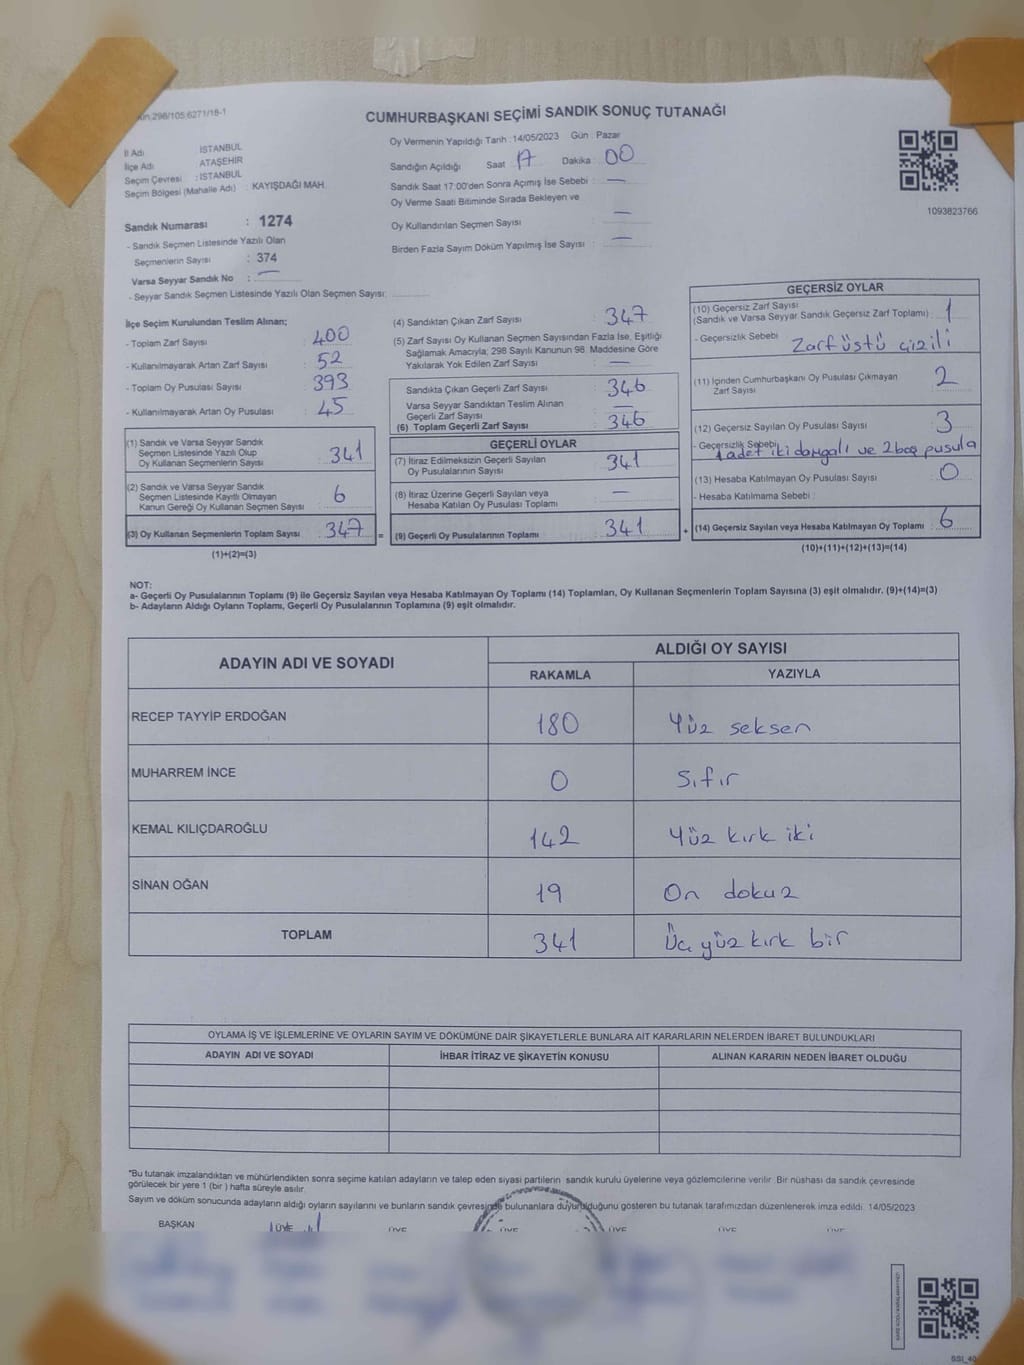 CUMHURBAŞKANI SEÇİMİ SANDIK SONUÇ TUTANAĞI
İl Adı : İSTANBUL
İlçe Adı : ATAŞEHİR
Seçim Çevresi : İSTANBUL
Seçim Bölgesi (Mahalle Adı) : KAYIŞDAĞI MAH.
Sandık Numarası : 1274
- Sandık Seçmen Listesinde Yazılı Olan
Seçmenlerin Sayısı : 374
Varsa Seyyar Sandık No : —
- Seyyar Sandık Seçmen Listesinde Yazılı Olan Seçmen Sayısı:
Oy Vermenin Yapıldığı Tarih : 14/05/2023 Gün : Pazar
Sandığın Açıldığı Saat 17 Dakika : 00
Sandık Saat 17:00'den Sonra Açılmış İse Sebebi : —
Oy Verme Saati Bitiminde Sırada Bekleyen ve
Oy Kullandırılan Seçmen Sayısı : —
Birden Fazla Sayım Döküm Yapılmış İse Sayısı : —
1093823766
İlçe Seçim Kurulundan Teslim Alınan;
- Toplam Zarf Sayısı : 400
- Kullanılmayarak Artan Zarf Sayısı : 52
- Toplam Oy Pusulası Sayısı : 393
- Kullanılmayarak Artan Oy Pusulası : 45
(1) Sandık ve Varsa Seyyar Sandık
Seçmen Listesinde Yazılı Olup
Oy Kullanan Seçmenlerin Sayısı : 341
(2) Sandık ve Varsa Seyyar Sandık
Seçmen Listesinde Kayıtlı Olmayan
Kanun Gereği Oy Kullanan Seçmen Sayısı : 6
(3) Oy Kullanan Seçmenlerin Toplam Sayısı : 347
(1)+(2)=(3)
(4) Sandıktan Çıkan Zarf Sayısı : 347
(5) Zarf Sayısı Oy Kullanan Seçmen Sayısından Fazla İse, Eşitliği
Sağlamak Amacıyla; 298 Sayılı Kanunun 98. Maddesine Göre
Yakılarak Yok Edilen Zarf Sayısı : —
Sandıkta Çıkan Geçerli Zarf Sayısı : 346
Varsa Seyyar Sandıktan Teslim Alınan
Geçerli Zarf Sayısı : —
(6) Toplam Geçerli Zarf Sayısı : 346
GEÇERLİ OYLAR
(7) İtiraz Edilmeksizin Geçerli Sayılan
Oy Pusulalarının Sayısı : 341
(8) İtiraz Üzerine Geçerli Sayılan veya
Hesaba Katılan Oy Pusulası Toplamı : —
= (9) Geçerli Oy Pusulalarının Toplamı : 341 +
GEÇERSİZ OYLAR
(10) Geçersiz Zarf Sayısı
(Sandık ve Varsa Seyyar Sandık Geçersiz Zarf Toplamı) : 1
- Geçersizlik Sebebi : Zarf üstü çizili
(11) İçinden Cumhurbaşkanı Oy Pusulası Çıkmayan
Zarf Sayısı : 2
(12) Geçersiz Sayılan Oy Pusulası Sayısı : 3
- Geçersizlik Sebebi : 1 adet iki damgalı ve 2 boş pusula
(13) Hesaba Katılmayan Oy Pusulası Sayısı : 0
- Hesaba Katılmama Sebebi :
(14) Geçersiz Sayılan veya Hesaba Katılmayan Oy Toplamı : 6
(10)+(11)+(12)+(13)=(14)
NOT:
a- Geçerli Oy Pusulalarının Toplamı (9) ile Geçersiz Sayılan veya Hesaba Katılmayan Oy Toplamı (14) Toplamları, Oy Kullanan Seçmenlerin Toplam Sayısına (3) eşit olmalıdır. (9)+(14)=(3)
b- Adayların Aldığı Oyların Toplamı, Geçerli Oy Pusulalarının Toplamına (9) eşit olmalıdır.
ADAYIN ADI VE SOYADI
ALDIĞI OY SAYISI
RAKAMLA YAZIYLA
RECEP TAYYİP ERDOĞAN 180 Yüz seksen
MUHARREM İNCE 0 Sıfır
KEMAL KILIÇDAROĞLU 142 Yüz kırk iki
SİNAN OĞAN 19 On dokuz
TOPLAM 341 Üç yüz kırk bir
OYLAMA İŞ VE İŞLEMLERİNE VE OYLARIN SAYIM VE DÖKÜMÜNE DAİR ŞİKAYETLERLE BUNLARA AİT KARARLARIN NELERDEN İBARET BULUNDUKLARI
ADAYIN ADI VE SOYADI İHBAR İTİRAZ VE ŞİKAYETİN KONUSU ALINAN KARARIN NEDEN İBARET OLDUĞU
*Bu tutanak imzalandıktan ve mühürlendikten sonra seçime katılan adayların ve talep eden siyasi partilerin sandık kurulu üyelerine veya gözlemcilerine verilir. Bir nüshası da sandık çevresinde
görülecek bir yere 1 (bir ) hafta süreyle asılır.
Sayım ve döküm sonucunda adayların aldığı oyların sayılarını ve bunların sandık çevresinde bulunanlara duyurulduğunu gösteren bu tutanak tarafımızdan düzenlenerek imza edildi. 14/05/2023
BAŞKAN ÜYE ÜYE ÜYE ÜYE ÜYE ÜYE